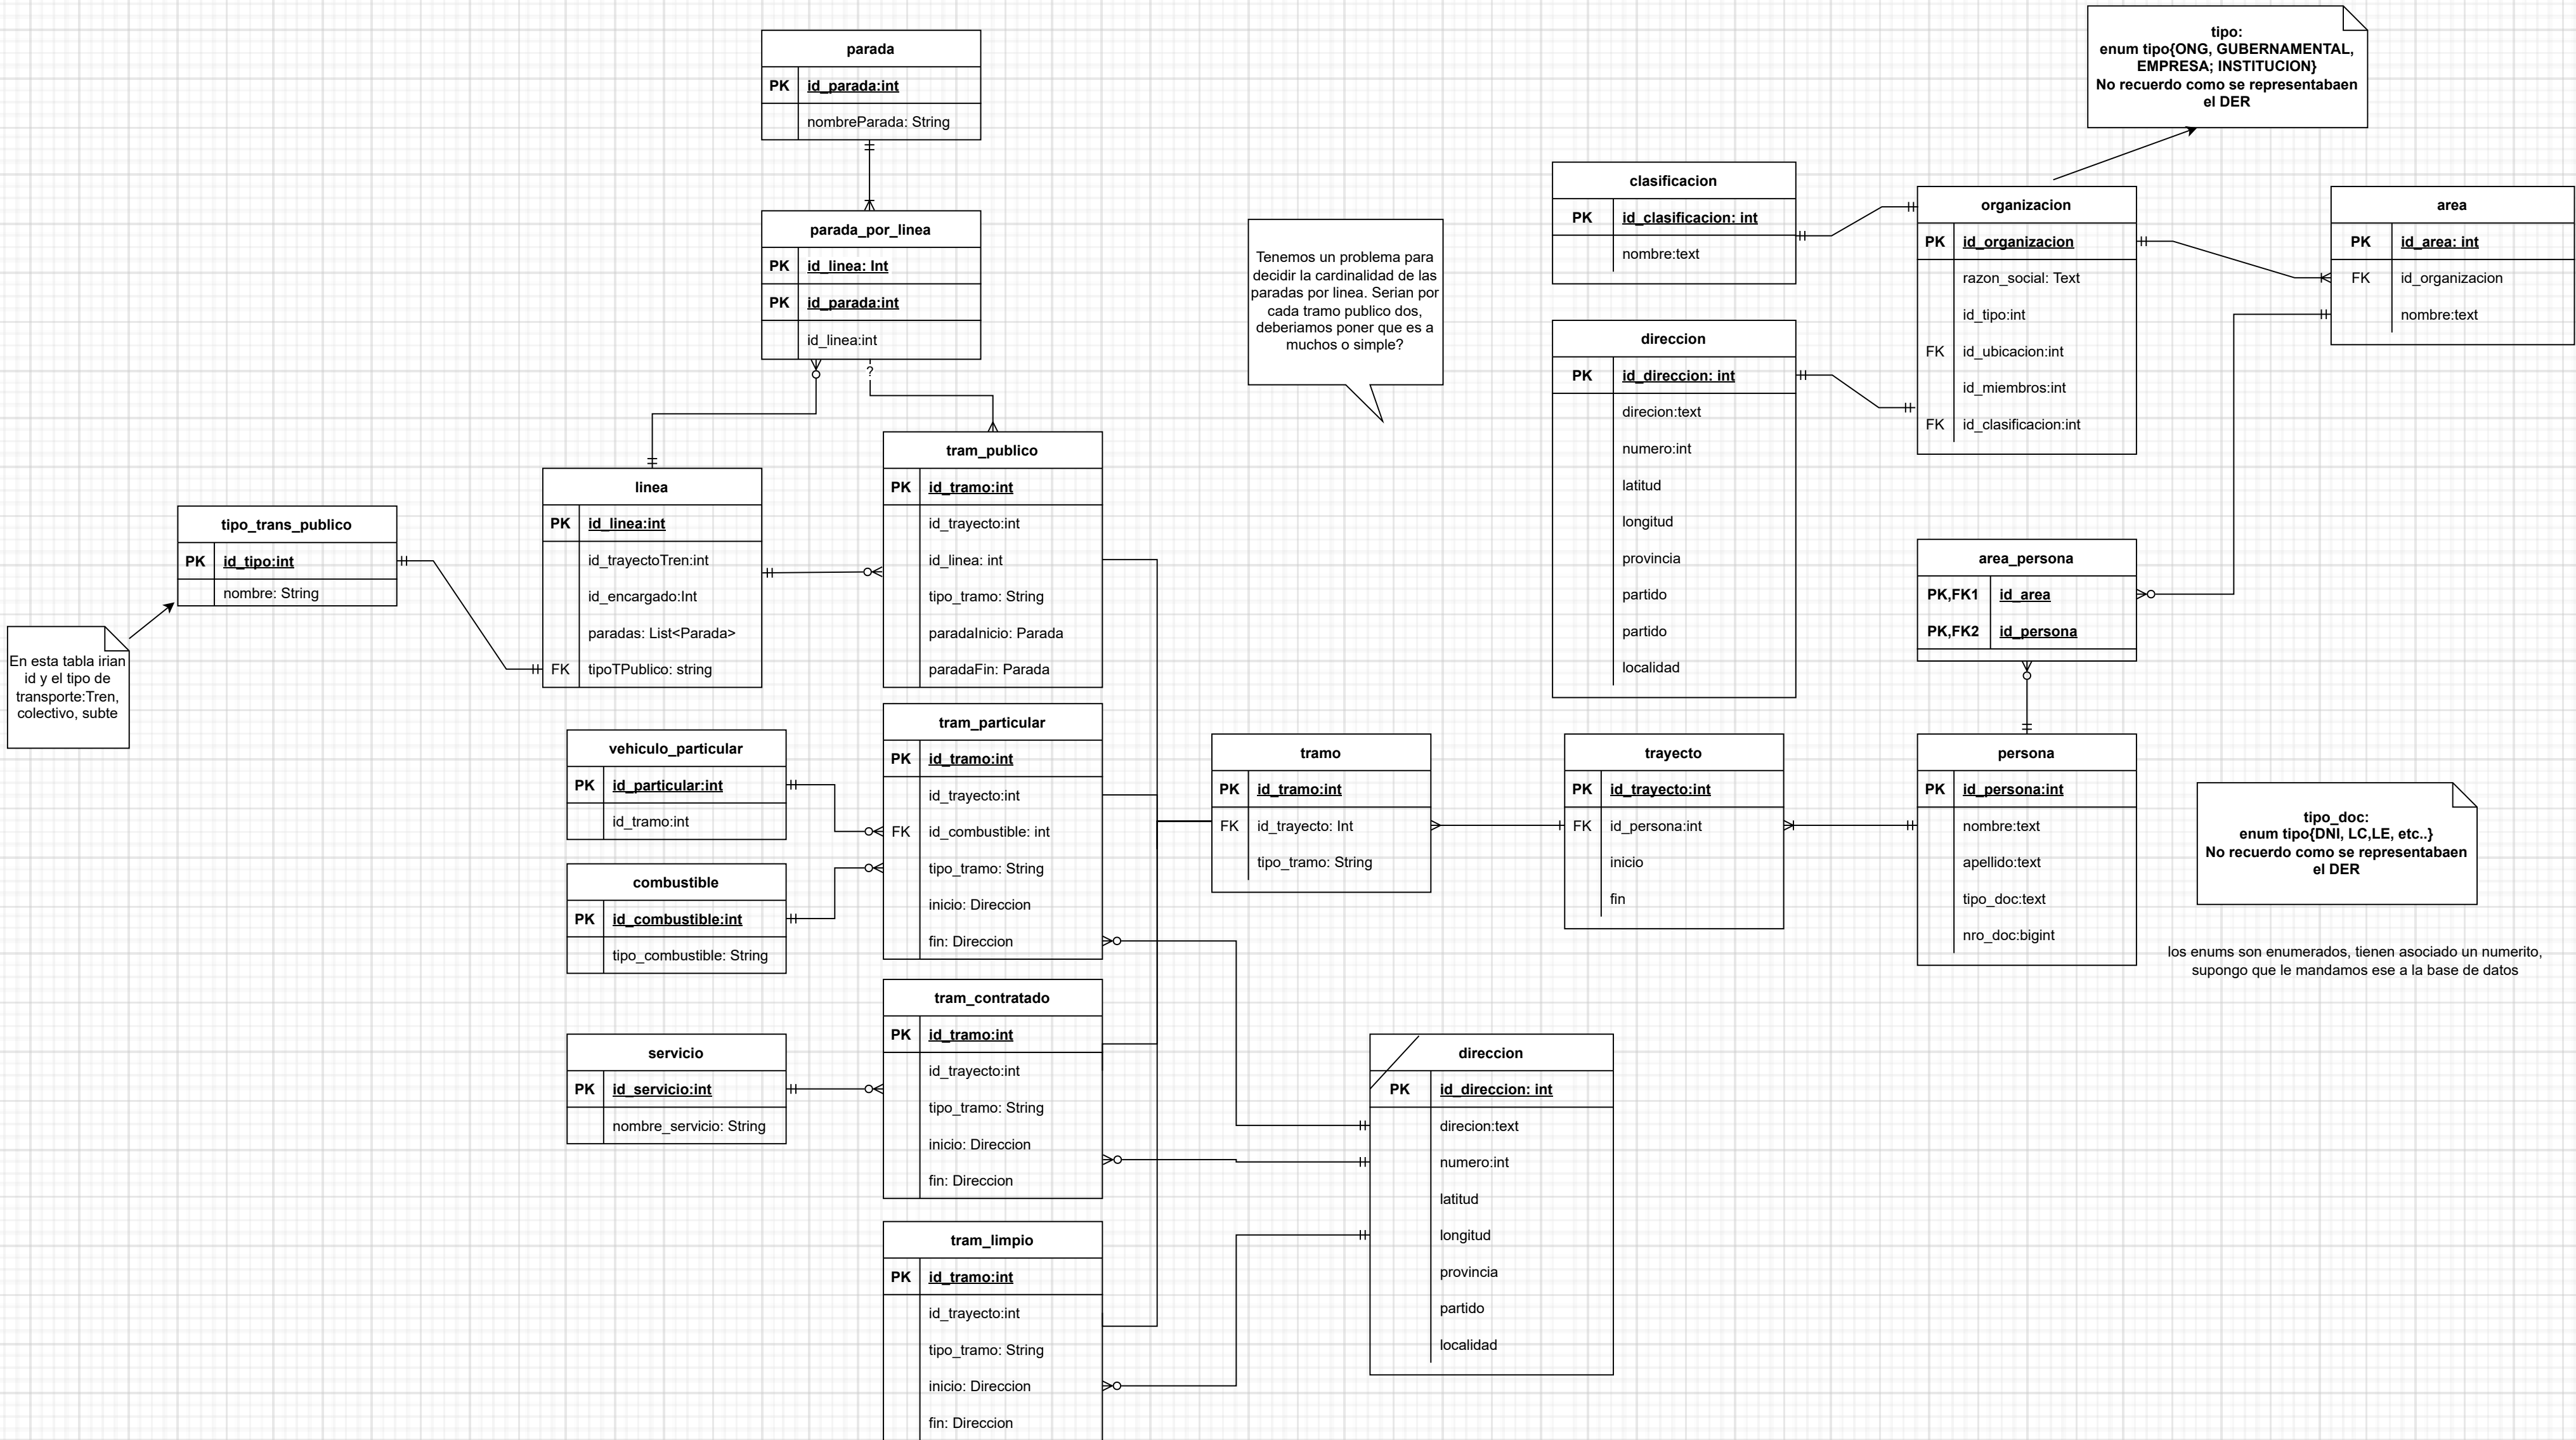 parada
PK id_parada:int
nombreParada: String
parada_por_linea
PK id_linea: Int
PK id_parada:int
id_linea:int
?
tipo:
enum tipo{ONG, GUBERNAMENTAL,
EMPRESA; INSTITUCION}
No recuerdo como se representabaen
el DER
clasificacion
PK id_clasificacion: int
nombre:text
organizacion
PK id_organizacion
razon_social: Text
id_tipo:int
FK id_ubicacion:int
id_miembros:int
FK id_clasificacion:int
area
PK id_area: int
FK id_organizacion
nombre:text
Tenemos un problema para
decidir la cardinalidad de las
paradas por linea. Serian por
cada tramo publico dos,
deberiamos poner que es a
muchos o simple?
direccion
PK id_direccion: int
direcion:text
numero:int
latitud
longitud
provincia
partido
partido
localidad
tipo_trans_publico
PK id_tipo:int
nombre: String
En esta tabla irian
id y el tipo de
transporte:Tren,
colectivo, subte
linea
PK id_linea:int
id_trayectoTren:int
id_encargado:Int
paradas: List<Parada>
FK tipoTPublico: string
tram_publico
PK id_tramo:int
id_trayecto:int
id_linea: int
tipo_tramo: String
paradaInicio: Parada
paradaFin: Parada
area_persona
PK,FK1 id_area
PK,FK2 id_persona
vehiculo_particular
PK id_particular:int
id_tramo:int
combustible
PK id_combustible:int
tipo_combustible: String
tram_particular
PK id_tramo:int
id_trayecto:int
FK id_combustible: int
tipo_tramo: String
inicio: Direccion
fin: Direccion
tramo
PK id_tramo:int
FK id_trayecto: Int
tipo_tramo: String
trayecto
PK id_trayecto:int
FK id_persona:int
inicio
fin
persona
PK id_persona:int
nombre:text
apellido:text
tipo_doc:text
nro_doc:bigint
tipo_doc:
enum tipo{DNI, LC,LE, etc..}
No recuerdo como se representabaen
el DER
los enums son enumerados, tienen asociado un numerito,
supongo que le mandamos ese a la base de datos
servicio
PK id_servicio:int
nombre_servicio: String
tram_contratado
PK id_tramo:int
id_trayecto:int
tipo_tramo: String
inicio: Direccion
fin: Direccion
direccion
PK id_direccion: int
direcion:text
numero:int
latitud
longitud
provincia
partido
localidad
tram_limpio
PK id_tramo:int
id_trayecto:int
tipo_tramo: String
inicio: Direccion
fin: Direccion